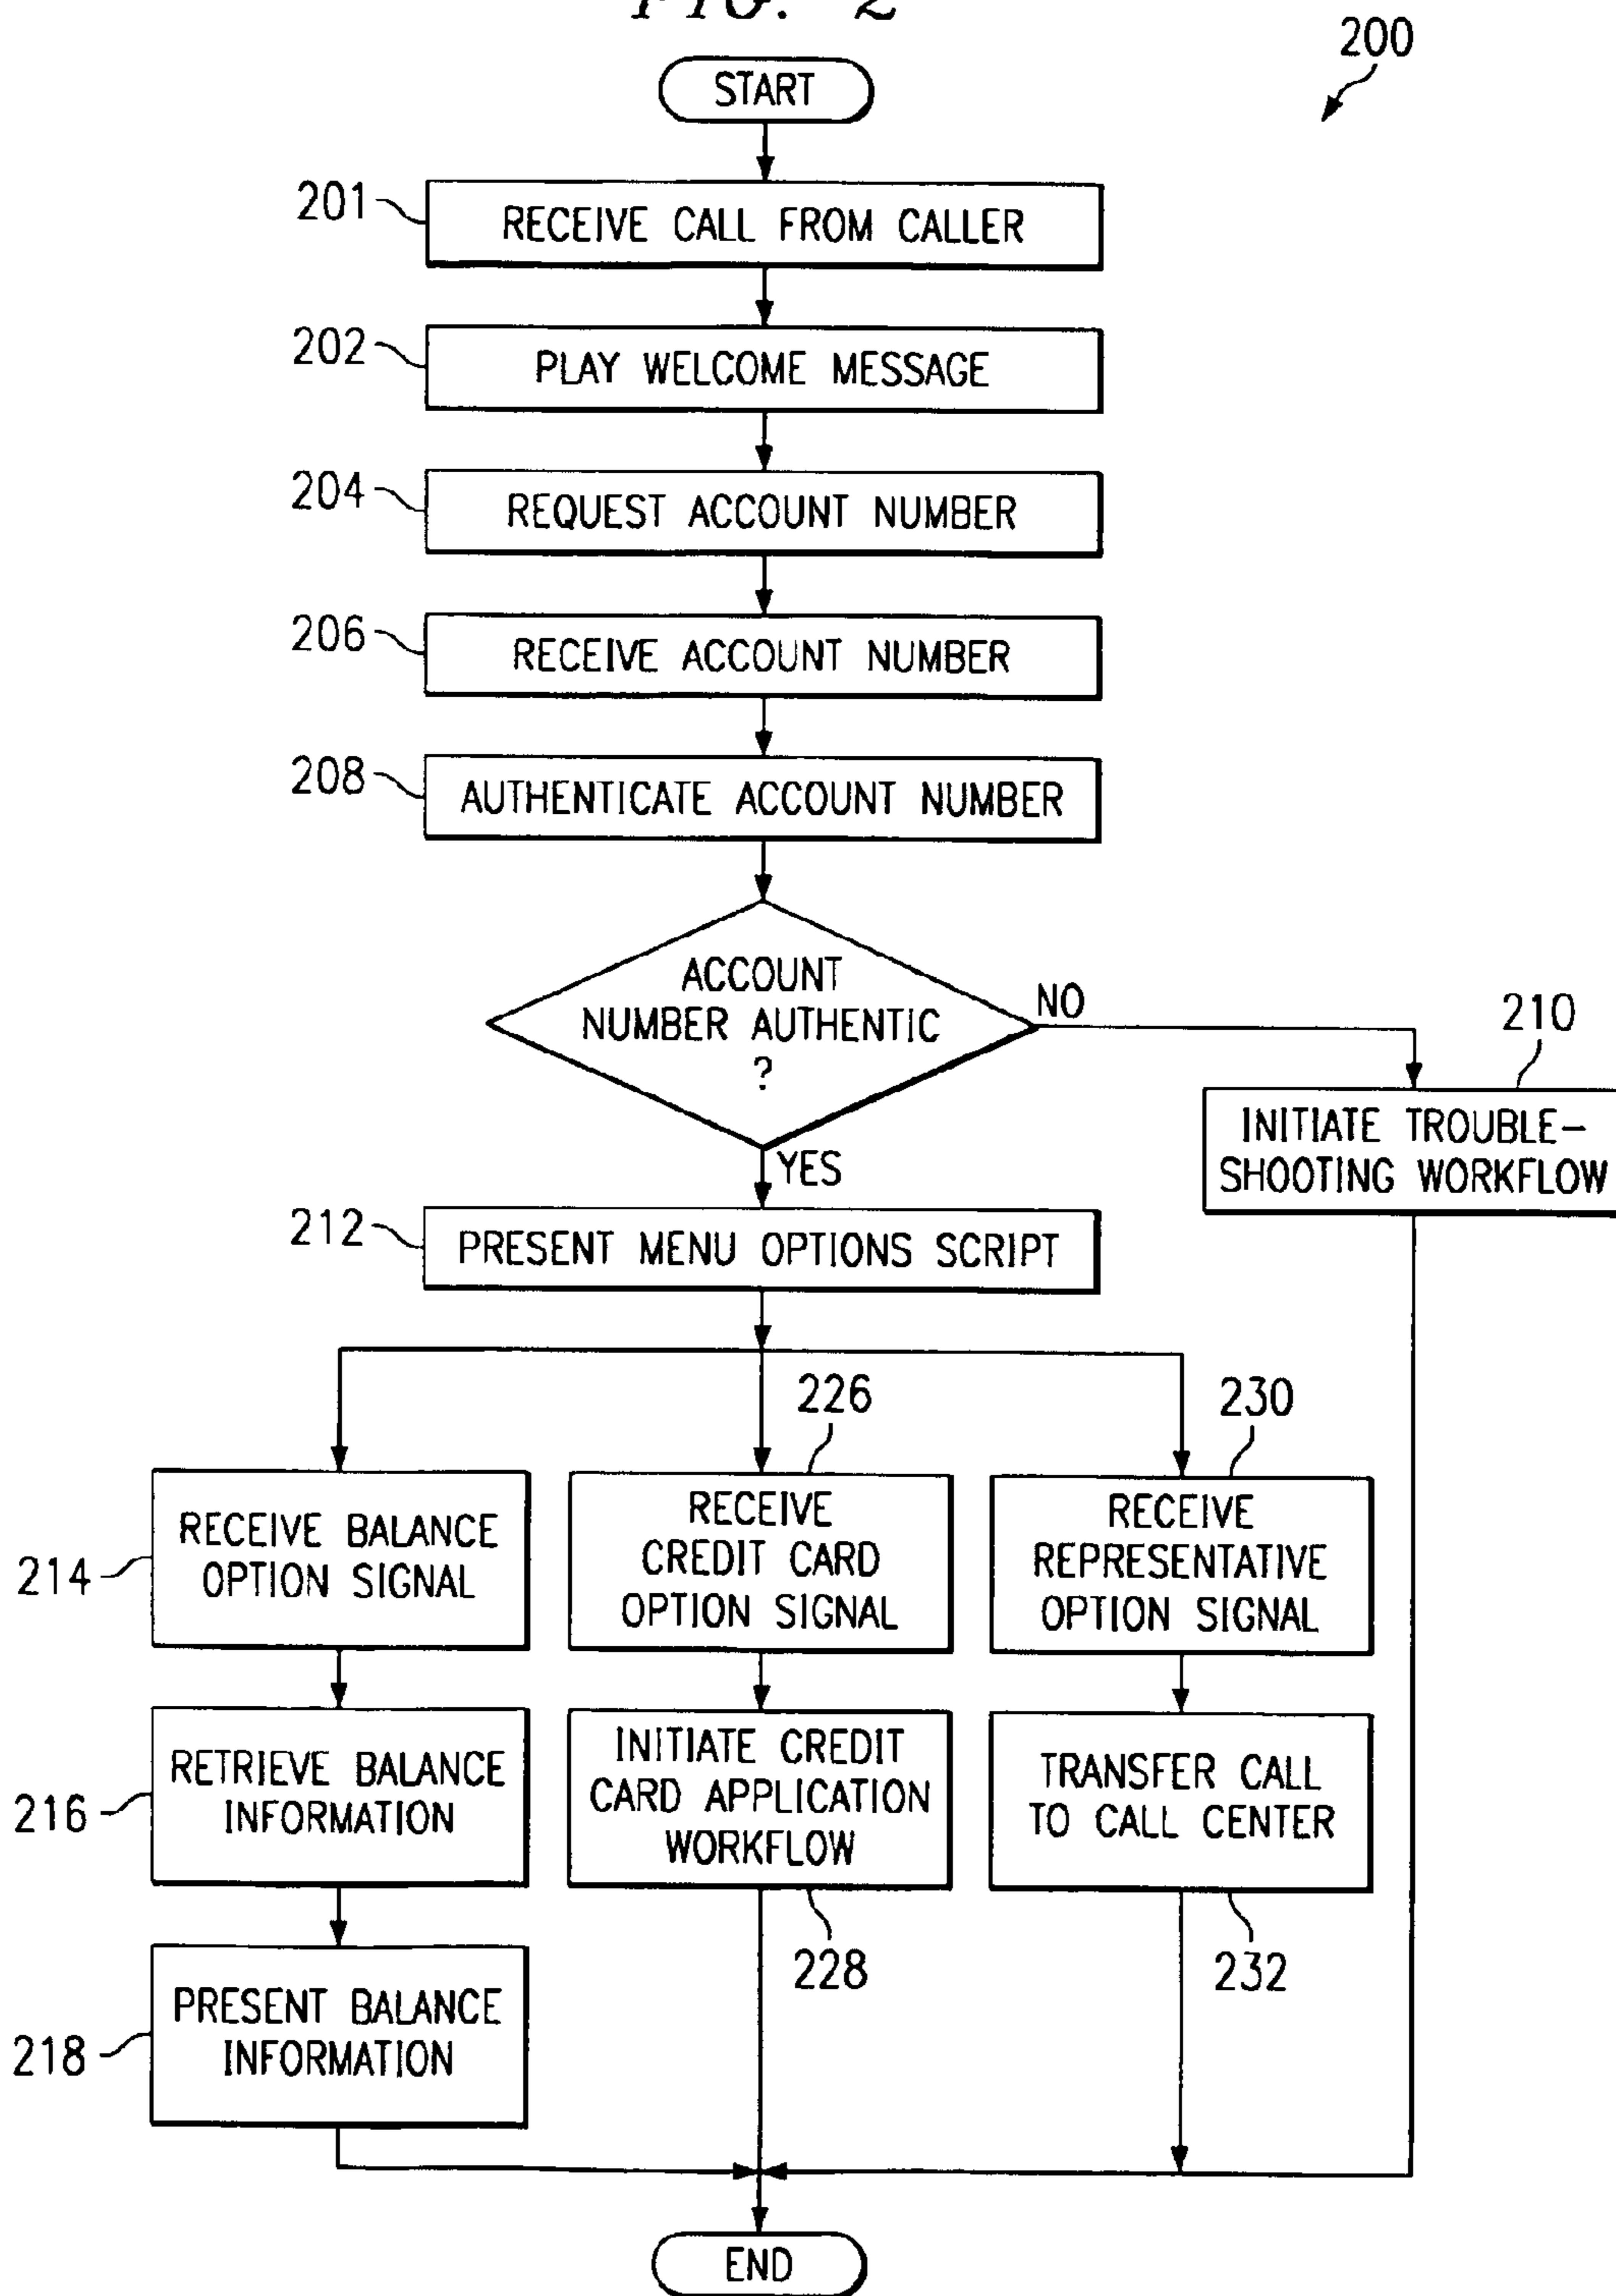 FIG. 2
200
START
201
RECEIVE CALL FROM CALLER
202
PLAY WELCOME MESSAGE
204
REQUEST ACCOUNT NUMBER
206
RECEIVE ACCOUNT NUMBER
208
AUTHENTICATE ACCOUNT NUMBER
ACCOUNT
NUMBER AUTHENTIC
?
NO
210
INITIATE TROUBLE-
SHOOTING WORKFLOW
YES
212
PRESENT MENU OPTIONS SCRIPT
214
RECEIVE BALANCE
OPTION SIGNAL
226
RECEIVE
CREDIT CARD
OPTION SIGNAL
230
RECEIVE
REPRESENTATIVE
OPTION SIGNAL
216
RETRIEVE BALANCE
INFORMATION
INITIATE CREDIT
CARD APPLICATION
WORKFLOW
228
TRANSFER CALL
TO CALL CENTER
232
218
PRESENT BALANCE
INFORMATION
END